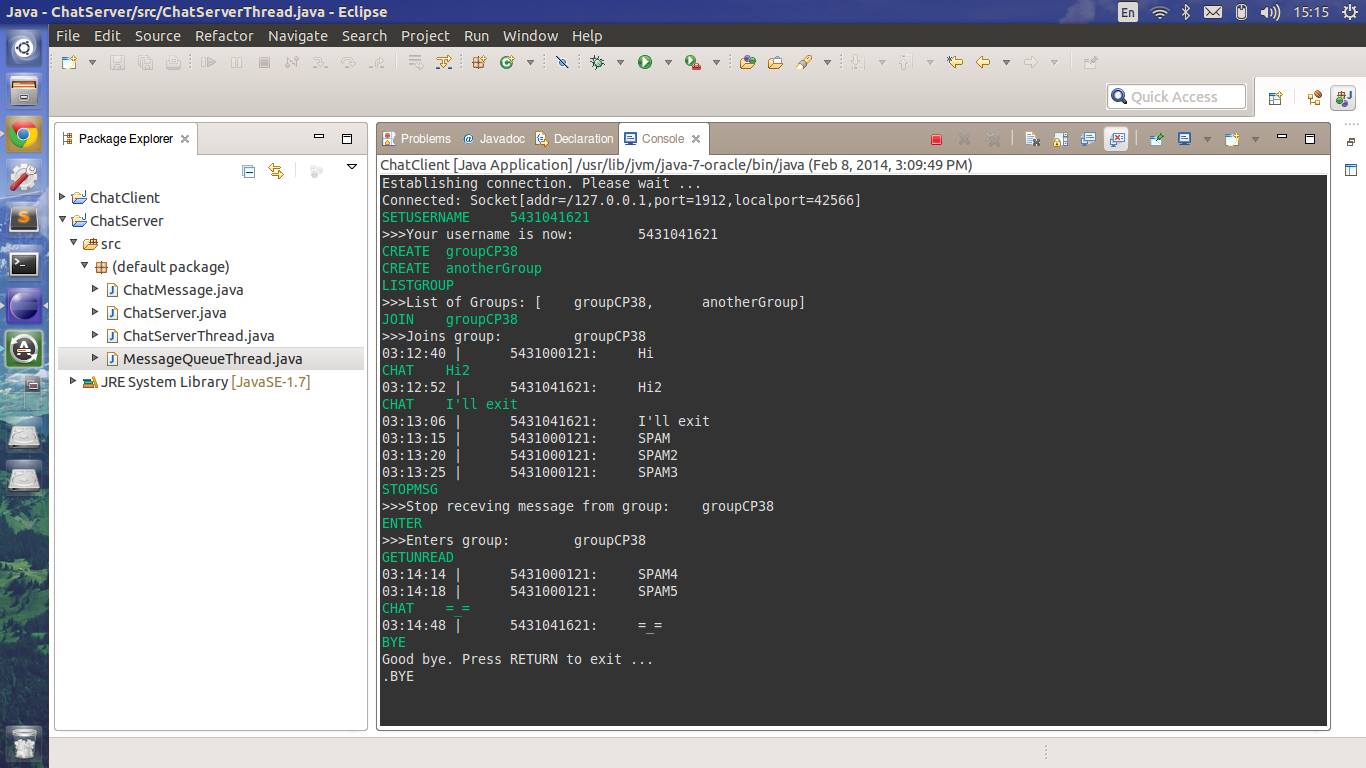 Java - ChatServer/src/ChatServerThread.java - Eclipse
En 15:15
File Edit Source Refactor Navigate Search Project Run Window Help
Quick Access
Package Explorer
ChatClient
ChatServer
src
(default package)
ChatMessage.java
ChatServer.java
ChatServerThread.java
MessageQueueThread.java
JRE System Library [JavaSE-1.7]
Problems @ Javadoc Declaration Console
ChatClient [Java Application] /usr/lib/jvm/java-7-oracle/bin/java (Feb 8, 2014, 3:09:49 PM)
Establishing connection. Please wait ...
Connected: Socket[addr=/127.0.0.1,port=1912,localport=42566]
SETUSERNAME 5431041621
>>>Your username is now: 5431041621
CREATE groupCP38
CREATE anotherGroup
LISTGROUP
>>>List of Groups: [ groupCP38, anotherGroup]
JOIN groupCP38
>>>Joins group: groupCP38
03:12:40 | 5431000121: Hi
CHAT Hi2
03:12:52 | 5431041621: Hi2
CHAT I'll exit
03:13:06 | 5431041621: I'll exit
03:13:15 | 5431000121: SPAM
03:13:20 | 5431000121: SPAM2
03:13:25 | 5431000121: SPAM3
STOPMSG
>>>Stop receving message from group: groupCP38
ENTER
>>>Enters group: groupCP38
GETUNREAD
03:14:14 | 5431000121: SPAM4
03:14:18 | 5431000121: SPAM5
CHAT =_=
03:14:48 | 5431041621: =_=
BYE
Good bye. Press RETURN to exit ...
.BYE